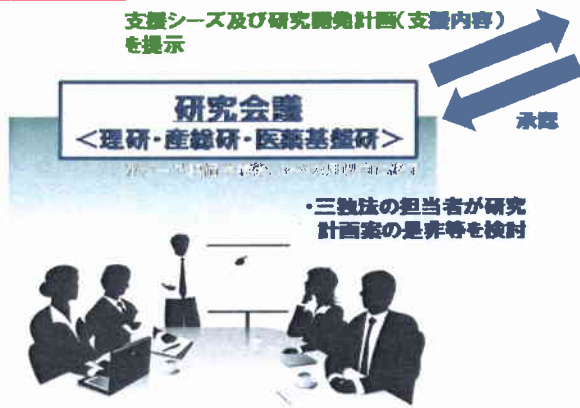 支援シーズ及び研究開発計画(支援内容)
を提示
研究会議
<理研・産総研・医薬基盤研>
承認
・三独法の担当者が研究
計画案の是非等を検討